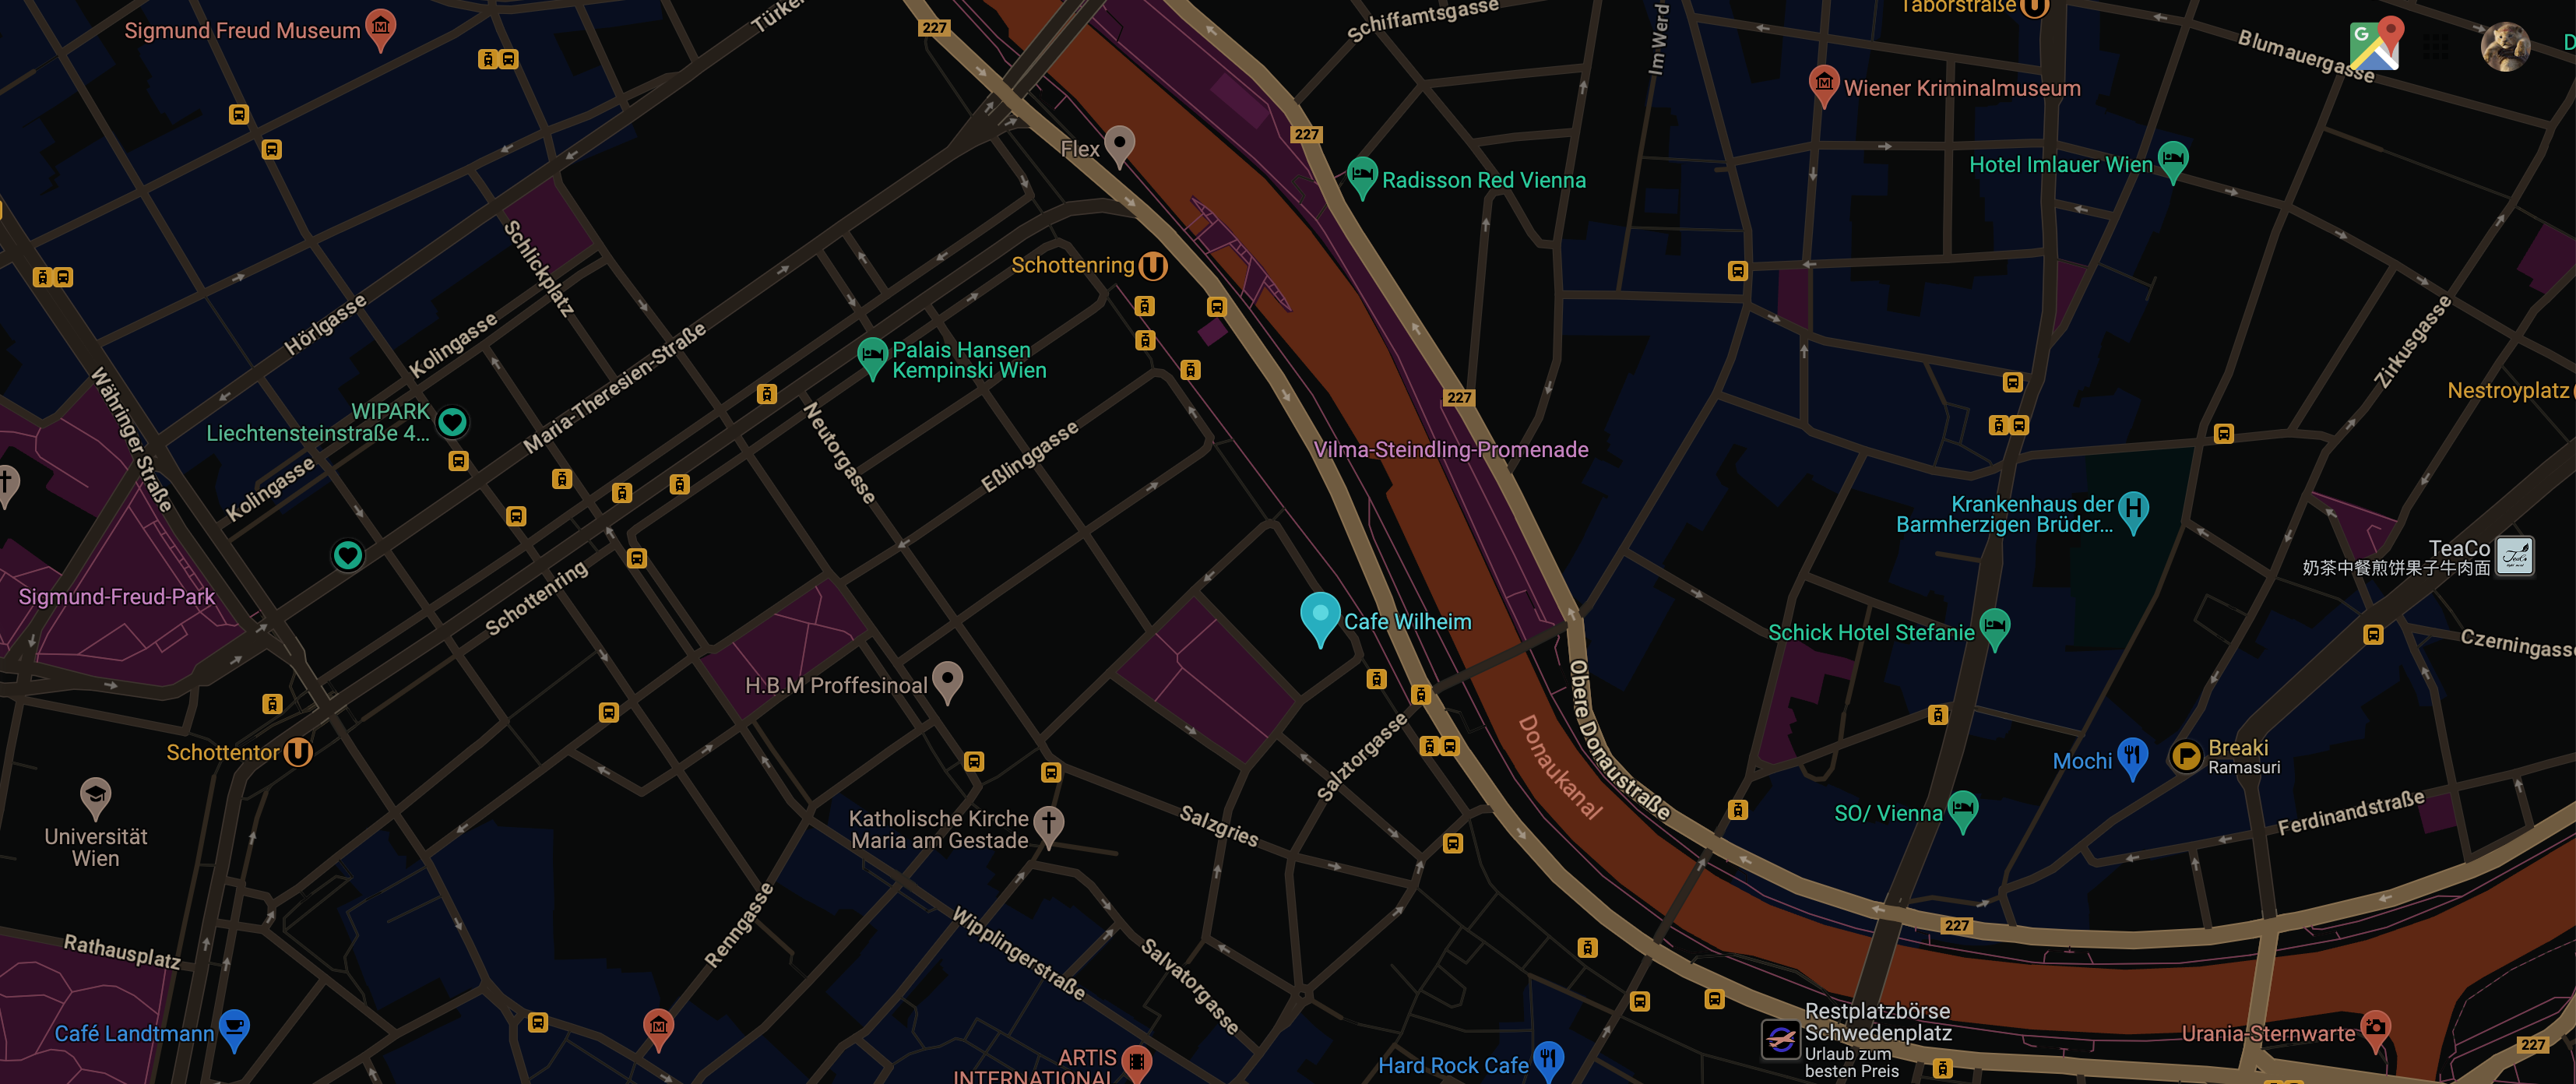 Sigmund Freud Museum
Türke
227
Schiffamtsgasse
Im Werd
Taborstraße
Blumauergasse
G
D
Wiener Kriminalmuseum
Flex
227
Radisson Red Vienna
Hotel Imlauer Wien
Schlickplatz
Schottenring
Hörlgasse
Kolingasse
Palais Hansen
Kempinski Wien
Maria-Theresien-Straße
Zirkusgasse
Nestroyplatz
227
Währinger Straße
WIPARK
Liechtensteinstraße 4...
Neutorgasse
Eßlinggasse
Vilma-Steindling-Promenade
Kolingasse
Krankenhaus der
Barmherzigen Brüder...
H
TeaCo
奶茶中餐煎饼果子牛肉面
Sigmund-Freud-Park
Schottenring
Cafe Wilheim
Schick Hotel Stefanie
Czerningasse
H.B.M Proffesinoal
Obere Donaustraße
Donaukanal
Salztorgasse
Schottentor
Mochi
Breaki
Ramasuri
Universität
Wien
Katholische Kirche
Maria am Gestade
Salzgries
SO/ Vienna
Ferdinandstraße
Renngasse
Wipplingerstraße
Salvatorgasse
227
Rathausplatz
Café Landtmann
Restplatzbörse
Schwedenplatz
Urlaub zum
besten Preis
Urania-Sternwarte
227
ARTIS
INTERNATIONAL
Hard Rock Cafe